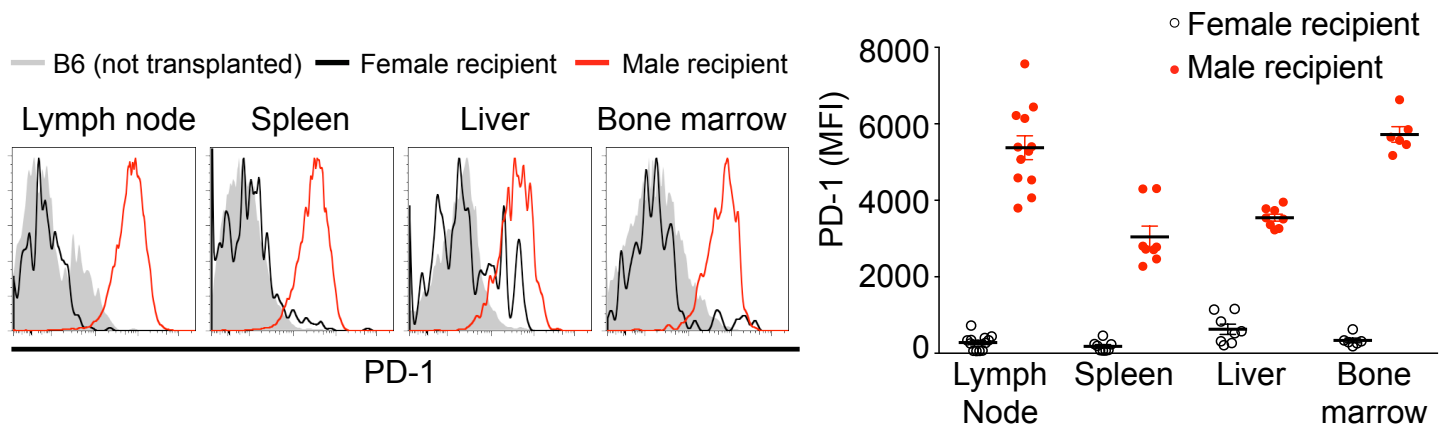 B6 (not transplanted) Female recipient Male recipient
Lymph node Spleen Liver Bone marrow
PD-1
Female recipient
Male recipient
PD-1 (MFI)
8000
6000
4000
2000
0
Lymph Node
Spleen
Liver
Bone marrow